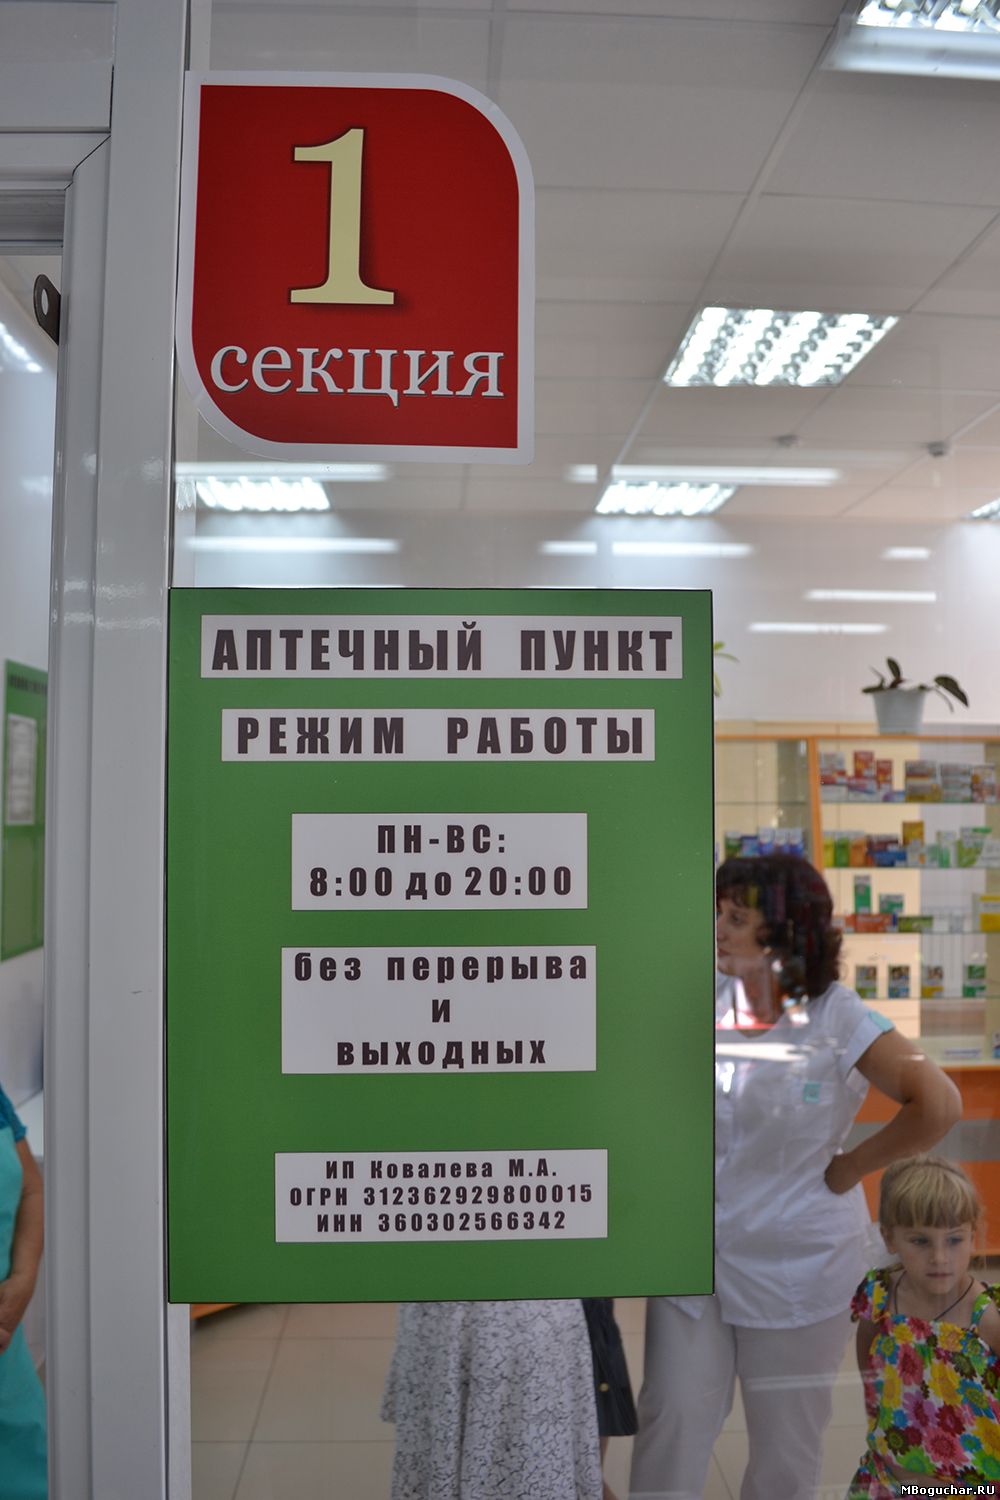 1
секция
АПТЕЧНЫЙ ПУНКТ
РЕЖИМ РАБОТЫ
ПН-ВС:
8:00 до 20:00
без перерыва
и
выходных
ИП Ковалева М.А.
ОГРН 312362929800015
ИНН 360302566342
MBoguchar.RU